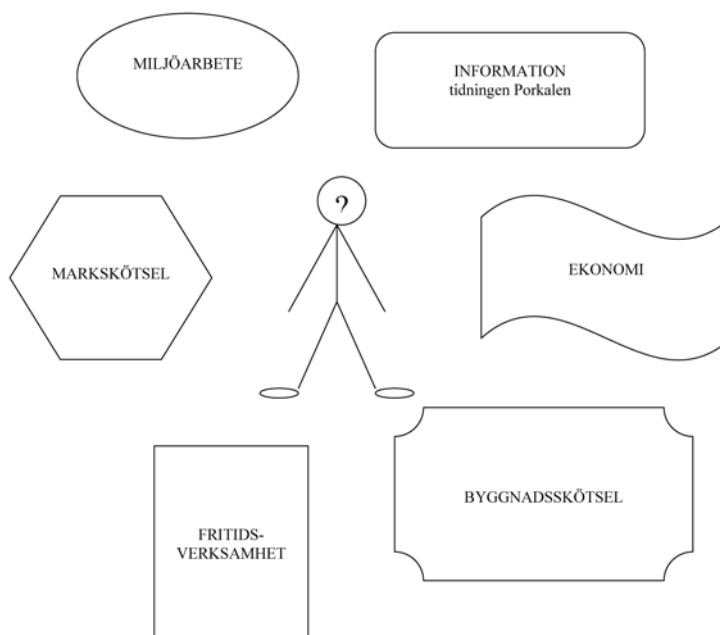 MILJÖARBETE
INFORMATION
tidningen Porkalen
?
MARKSKÖTSEL
EKONOMI
BYGGNADSSKÖTSEL
FRITIDS-
VERKSAMHET